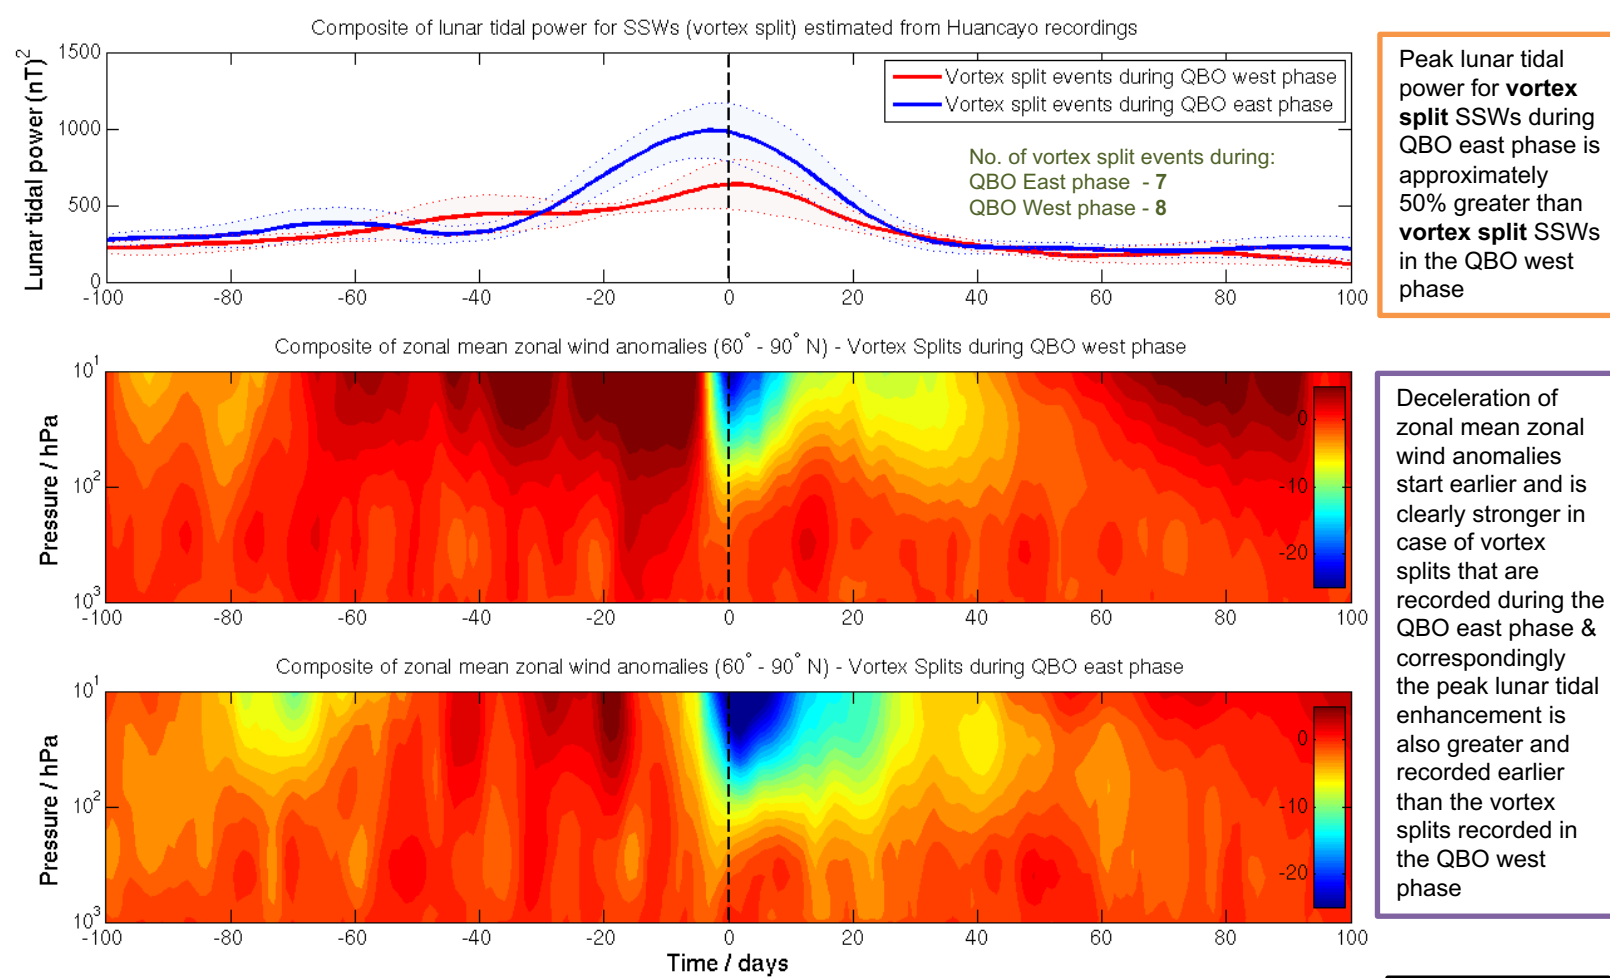 Composite of lunar tidal power for SSWs (vortex split) estimated from Huancayo recordings
Lunar tidal power (nT)²
1500
1000
500
0
Vortex split events during QBO west phase
Vortex split events during QBO east phase
No. of vortex split events during:
QBO East phase - 7
QBO West phase - 8
-100 -80 -60 -40 -20 0 20 40 60 80 100
Peak lunar tidal
power for vortex
split SSWs during
QBO east phase is
approximately
50% greater than
vortex split SSWs
in the QBO west
phase
Composite of zonal mean zonal wind anomalies (60° - 90° N) - Vortex Splits during QBO west phase
Pressure / hPa
10¹
10²
10³
0
-10
-20
-100 -80 -60 -40 -20 0 20 40 60 80 100
Composite of zonal mean zonal wind anomalies (60° - 90° N) - Vortex Splits during QBO east phase
Pressure / hPa
10¹
10²
10³
0
-10
-20
-100 -80 -60 -40 -20 0 20 40 60 80 100
Time / days
Deceleration of
zonal mean zonal
wind anomalies
start earlier and is
clearly stronger in
case of vortex
splits that are
recorded during the
QBO east phase &
correspondingly
the peak lunar tidal
enhancement is
also greater and
recorded earlier
than the vortex
splits recorded in
the QBO west
phase